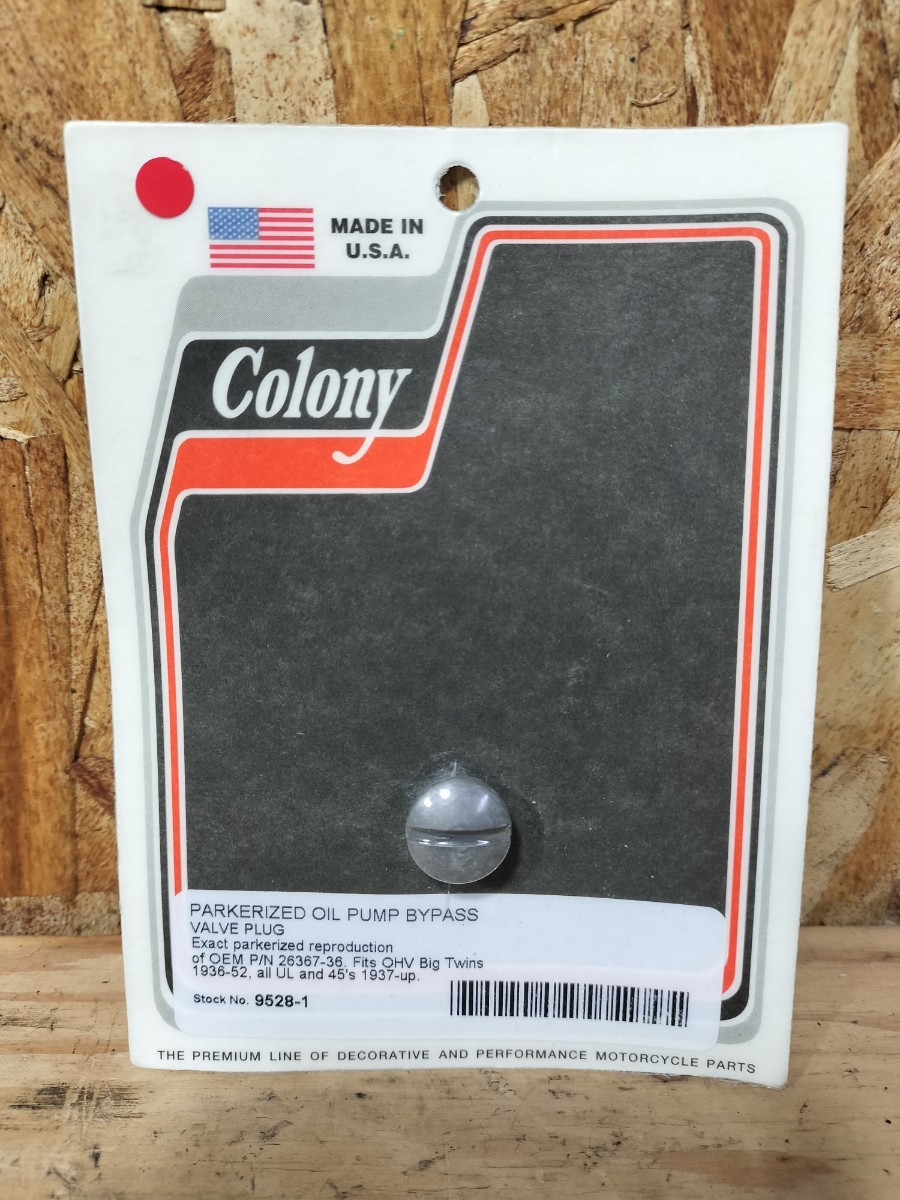 MADE IN
U.S.A.
Colony
PARKERIZED OIL PUMP BYPASS
VALVE PLUG
Exact parkerized reproduction
of OEM P/N 26367-36. Fits OHV Big Twins
1936-52, all UL and 45's 1937-up.
Stock No. 9528-1
THE PREMIUM LINE OF DECORATIVE AND PERFORMANCE MOTORCYCLE PARTS